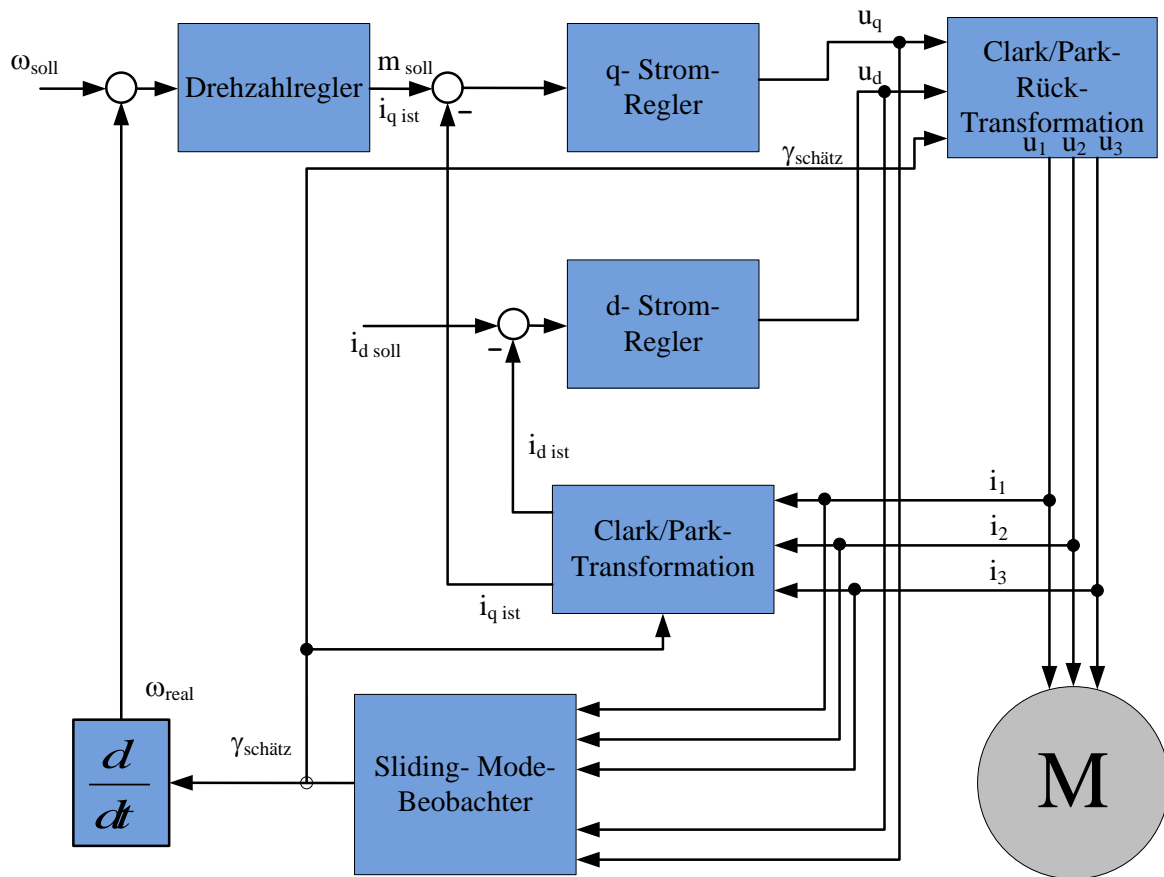 ω_soll
Drehzahlregler
m soll
i_q ist
−
q- Strom-
Regler
u_q
u_d
Clark/Park-
Rück-
Transformation
u_1 u_2 u_3
γ_schätz
i_d soll
−
d- Strom-
Regler
i_d ist
Clark/Park-
Transformation
i_1
i_2
i_3
i_q ist
ω_real
d
dt
γ_schätz
Sliding- Mode-
Beobachter
M